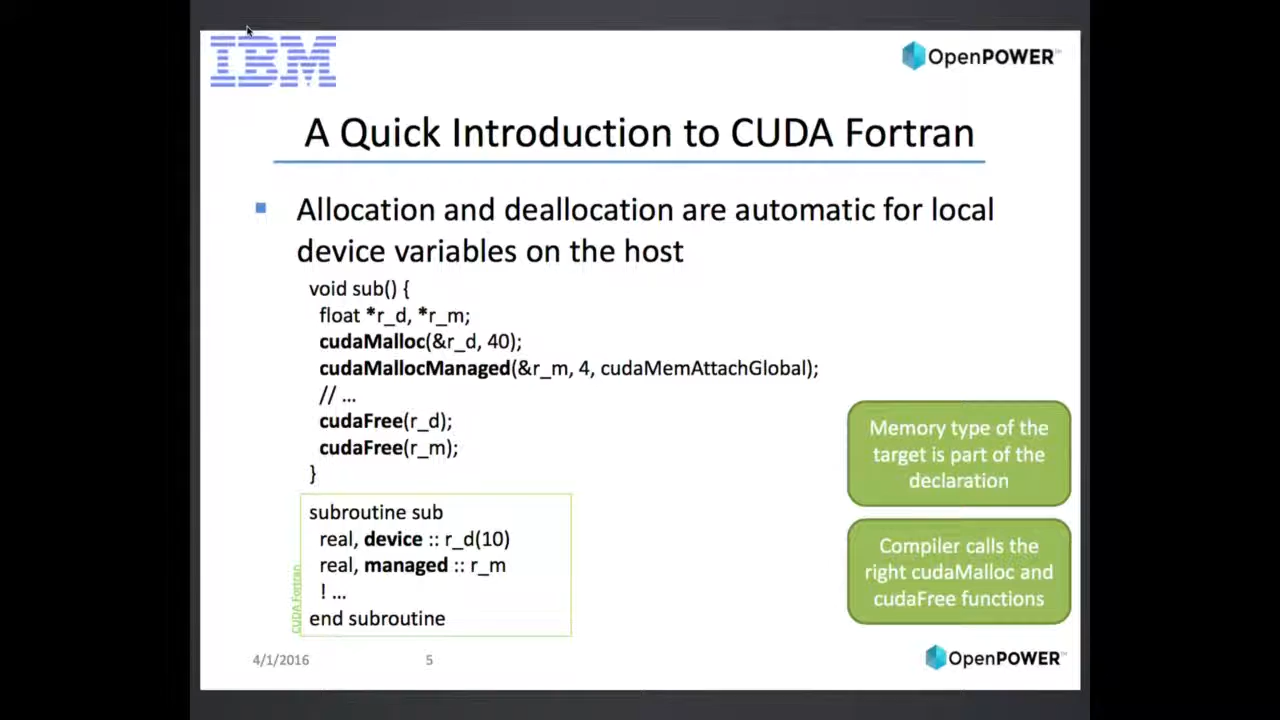 IBM
OpenPOWER™
A Quick Introduction to CUDA Fortran
Allocation and deallocation are automatic for local
device variables on the host
void sub() {
float *r_d, *r_m;
cudaMalloc(&r_d, 40);
cudaMallocManaged(&r_m, 4, cudaMemAttachGlobal);
// ...
cudaFree(r_d);
cudaFree(r_m);
}
Memory type of the
target is part of the
declaration
CUDA Fortran
subroutine sub
real, device :: r_d(10)
real, managed :: r_m
! ...
end subroutine
Compiler calls the
right cudaMalloc and
cudaFree functions
4/1/2016
5
OpenPOWER™